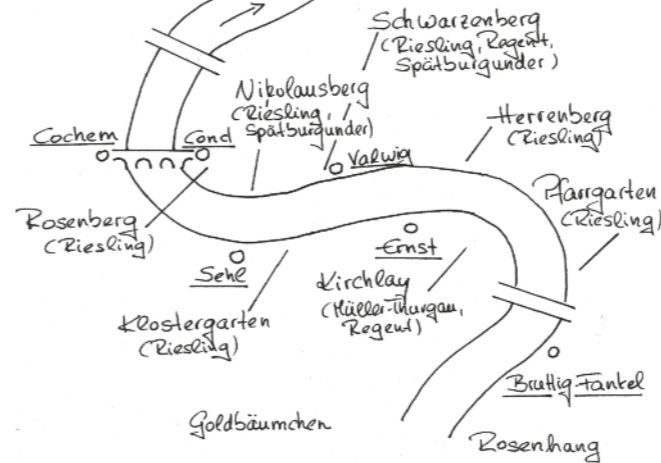 Schwarzenberg
(Riesling, Regent,
Spätburgunder)
Nikolausberg
(Riesling,
Spätburgunder)
Herrenberg
(Riesling)
Cochem
Cond
Valwig
Pfarrgarten
(Riesling)
Rosenberg
(Riesling)
Sehl
Ernst
Kirchlay
(Müller-Thurgau,
Regent)
Klostergarten
(Riesling)
Bruttig-Fankel
Goldbäumchen
Rosenhang